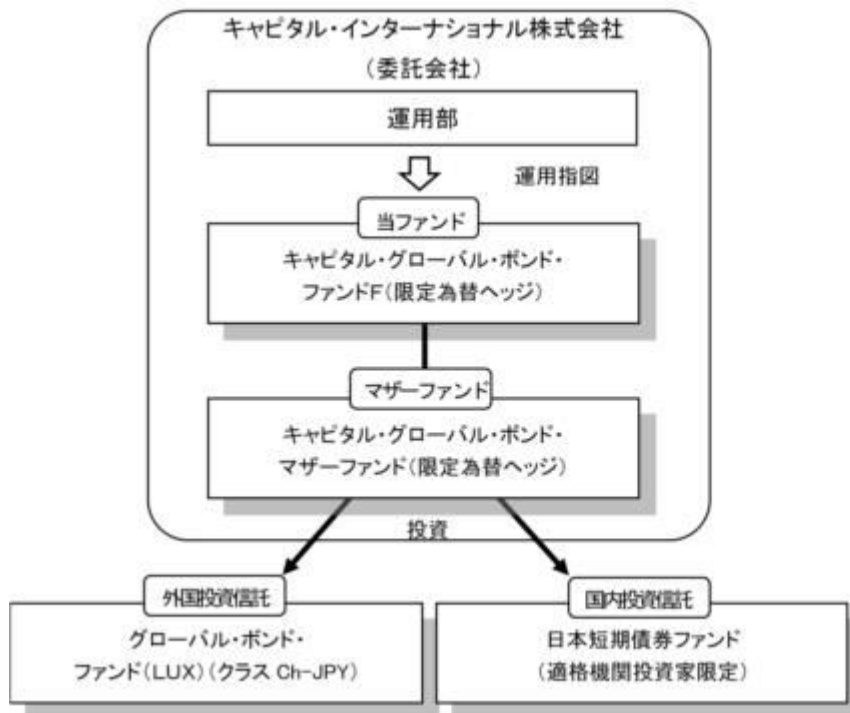 キャピタル・インターナショナル株式会社
（委託会社）
運用部
運用指図
当ファンド
キャピタル・グローバル・ボンド・
ファンドF（限定為替ヘッジ）
マザーファンド
キャピタル・グローバル・ボンド・
マザーファンド（限定為替ヘッジ）
投資
外国投資信託
グローバル・ボンド・
ファンド（LUX）（クラス Ch-JPY）
国内投資信託
日本短期債券ファンド
（適格機関投資家限定）